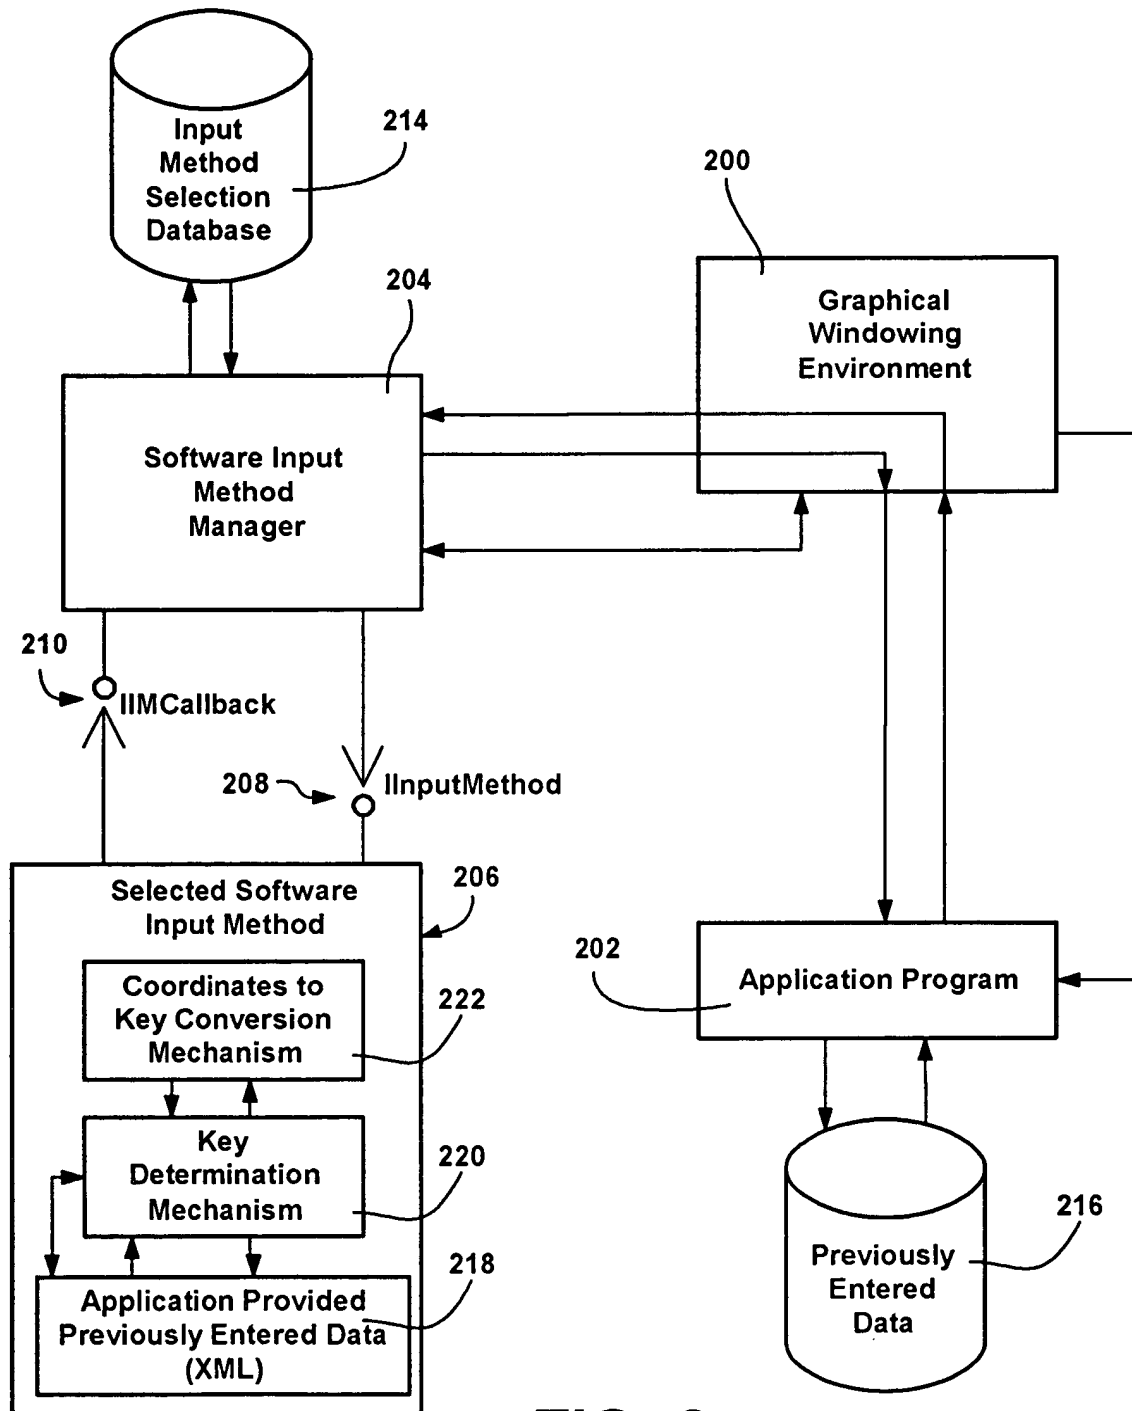 Input
Method
Selection
Database
214
200
204
Graphical
Windowing
Environment
Software Input
Method
Manager
210
IIMCallback
208
IInputMethod
Selected Software
Input Method
206
202
Application Program
Coordinates to
Key Conversion
Mechanism
222
Key
Determination
Mechanism
220
216
Previously
Entered
Data
218
Application Provided
Previously Entered Data
(XML)